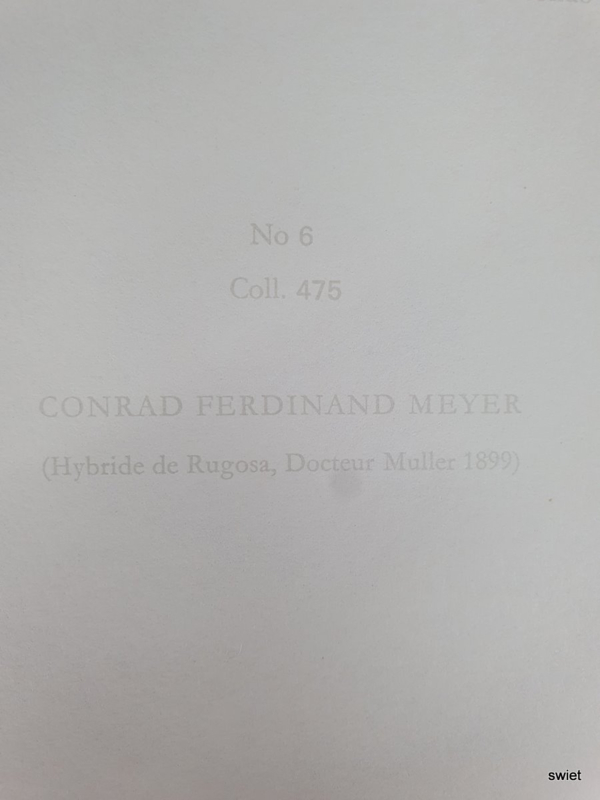 No 6
Coll. 475
CONRAD FERDINAND MEYER
(Hybride de Rugosa, Docteur Muller 1899)
swiet